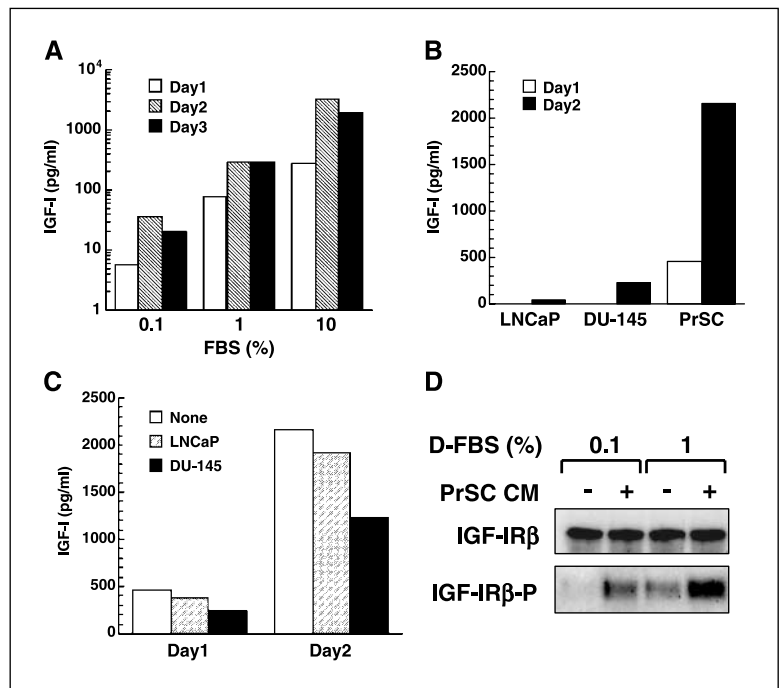 A
IGF-I (pg/ml)
10⁴
1000
100
10
1
Day1
Day2
Day3
0.1 1 10
FBS (%)
B
IGF-I (pg/ml)
2500
2000
1500
1000
500
0
Day1
Day2
LNCaP DU-145 PrSC
C
IGF-I (pg/ml)
2500
2000
1500
1000
500
0
None
LNCaP
DU-145
Day1 Day2
D
D-FBS (%) 0.1 1
PrSC CM - + - +
IGF-IRβ
IGF-IRβ-P